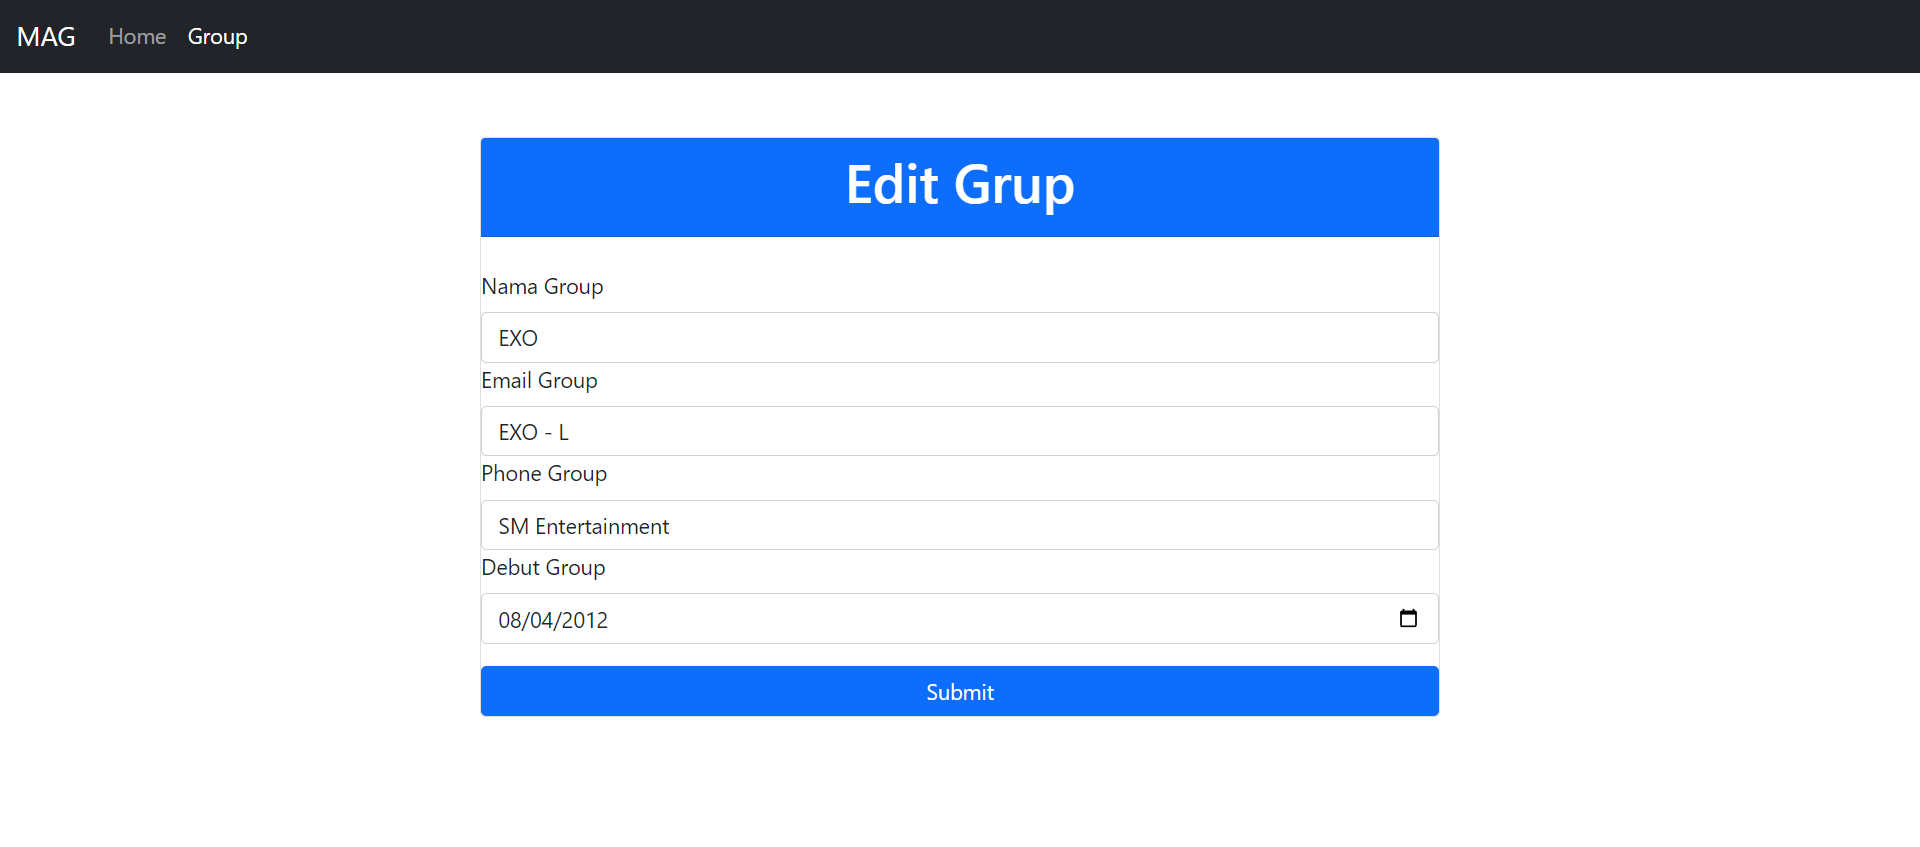 MAG Home Group
Edit Grup
Nama Group
EXO
Email Group
EXO - L
Phone Group
SM Entertainment
Debut Group
08/04/2012
Submit